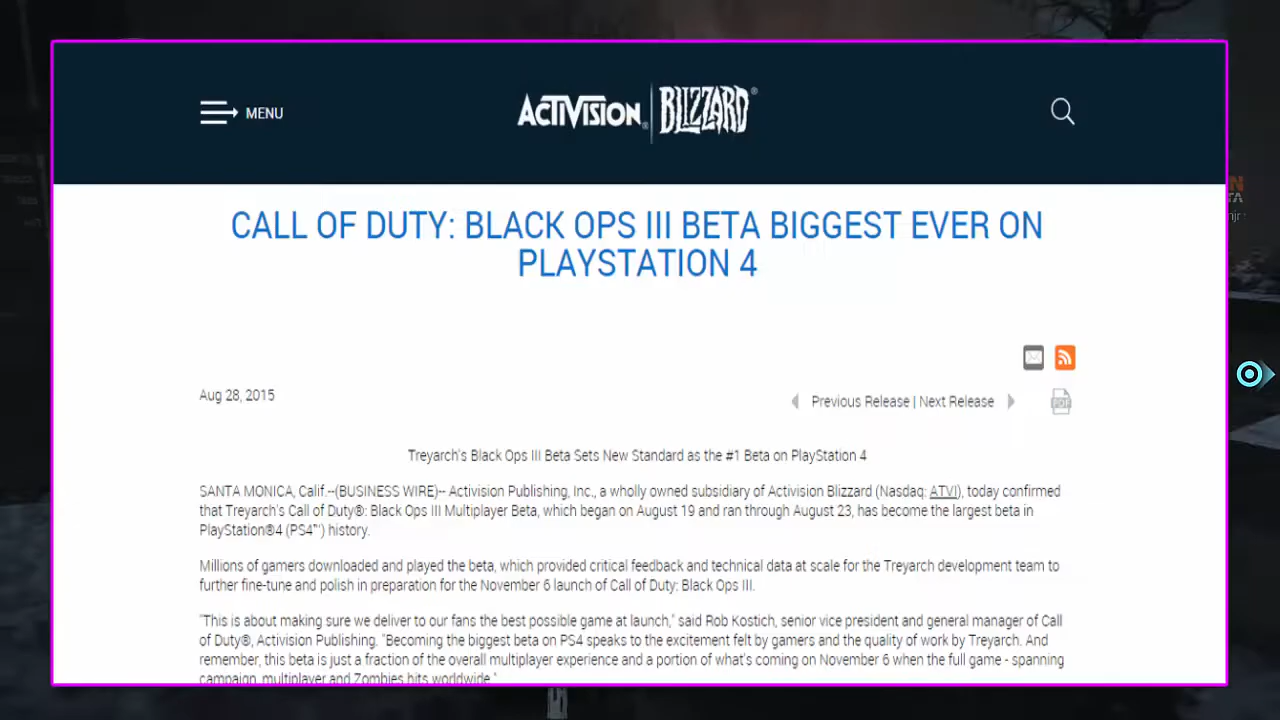 MENU
ACTIVISION | BLIZZARD®
CALL OF DUTY: BLACK OPS III BETA BIGGEST EVER ON
PLAYSTATION 4
Aug 28, 2015
Previous Release | Next Release
PDF
Treyarch's Black Ops III Beta Sets New Standard as the #1 Beta on PlayStation 4
SANTA MONICA, Calif.--(BUSINESS WIRE)-- Activision Publishing, Inc., a wholly owned subsidiary of Activision Blizzard (Nasdaq: ATVI), today confirmed
that Treyarch's Call of Duty®: Black Ops III Multiplayer Beta, which began on August 19 and ran through August 23, has become the largest beta in
PlayStation®4 (PS4™) history.
Millions of gamers downloaded and played the beta, which provided critical feedback and technical data at scale for the Treyarch development team to
further fine-tune and polish in preparation for the November 6 launch of Call of Duty: Black Ops III.
"This is about making sure we deliver to our fans the best possible game at launch," said Rob Kostich, senior vice president and general manager of Call
of Duty®, Activision Publishing. "Becoming the biggest beta on PS4 speaks to the excitement felt by gamers and the quality of work by Treyarch. And
remember, this beta is just a fraction of the overall multiplayer experience and a portion of what's coming on November 6 when the full game - spanning
campaign, multiplayer and Zombies hits worldwide."